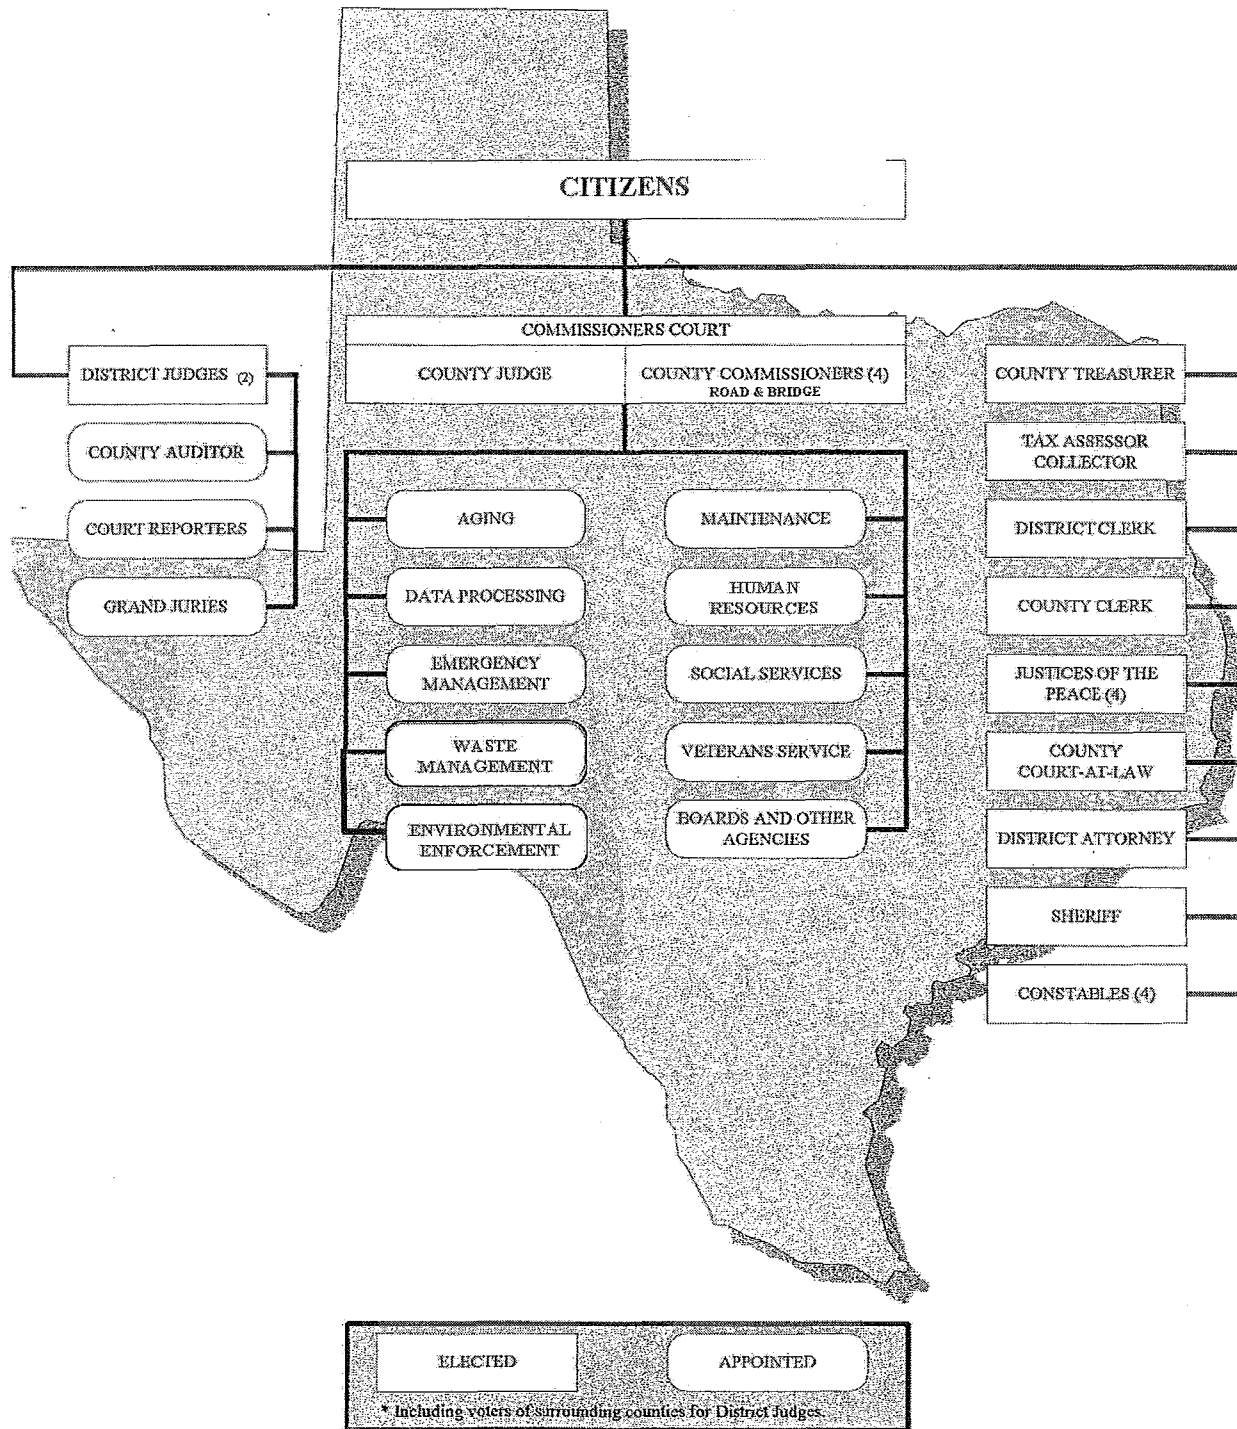 CITIZENS
COMMISSIONERS COURT
COUNTY JUDGE
COUNTY COMMISSIONERS (4)
ROAD & BRIDGE
DISTRICT JUDGES (2)
COUNTY AUDITOR
COURT REPORTERS
GRAND JURIES
AGING
DATA PROCESSING
EMERGENCY
MANAGEMENT
WASTE
MANAGEMENT
ENVIRONMENTAL
ENFORCEMENT
MAINTENANCE
HUMAN
RESOURCES
SOCIAL SERVICES
VETERANS SERVICE
BOARDS AND OTHER
AGENCIES
COUNTY TREASURER
TAX ASSESSOR
COLLECTOR
DISTRICT CLERK
COUNTY CLERK
JUSTICES OF THE
PEACE (4)
COUNTY
COURT-AT-LAW
DISTRICT ATTORNEY
SHERIFF
CONSTABLES (4)
ELECTED
APPOINTED
* Including voters of surrounding counties for District Judges.